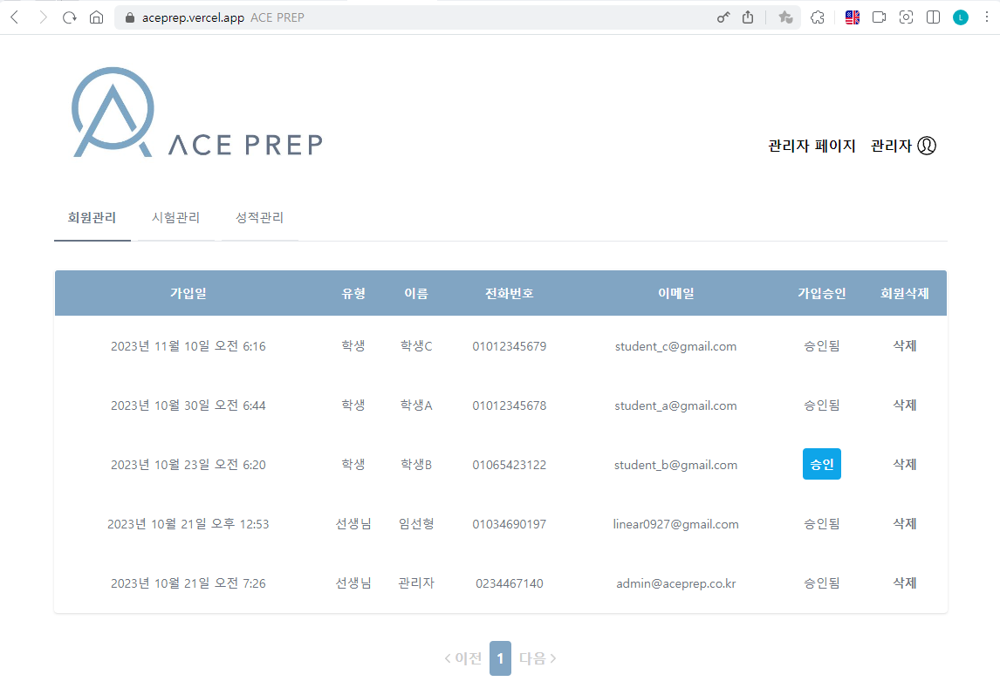 aceprep.vercel.app ACE PREP
L
ACE PREP
관리자 페이지 관리자
회원관리 시험관리 성적관리
가입일 유형 이름 전화번호 이메일 가입승인 회원삭제
2023년 11월 10일 오전 6:16 학생 학생C 01012345679 student_c@gmail.com 승인됨 삭제
2023년 10월 30일 오전 6:44 학생 학생A 01012345678 student_a@gmail.com 승인됨 삭제
2023년 10월 23일 오전 6:20 학생 학생B 01065423122 student_b@gmail.com 승인 삭제
2023년 10월 21일 오후 12:53 선생님 임선형 01034690197 linear0927@gmail.com 승인됨 삭제
2023년 10월 21일 오전 7:26 선생님 관리자 0234467140 admin@aceprep.co.kr 승인됨 삭제
< 이전 1 다음 >